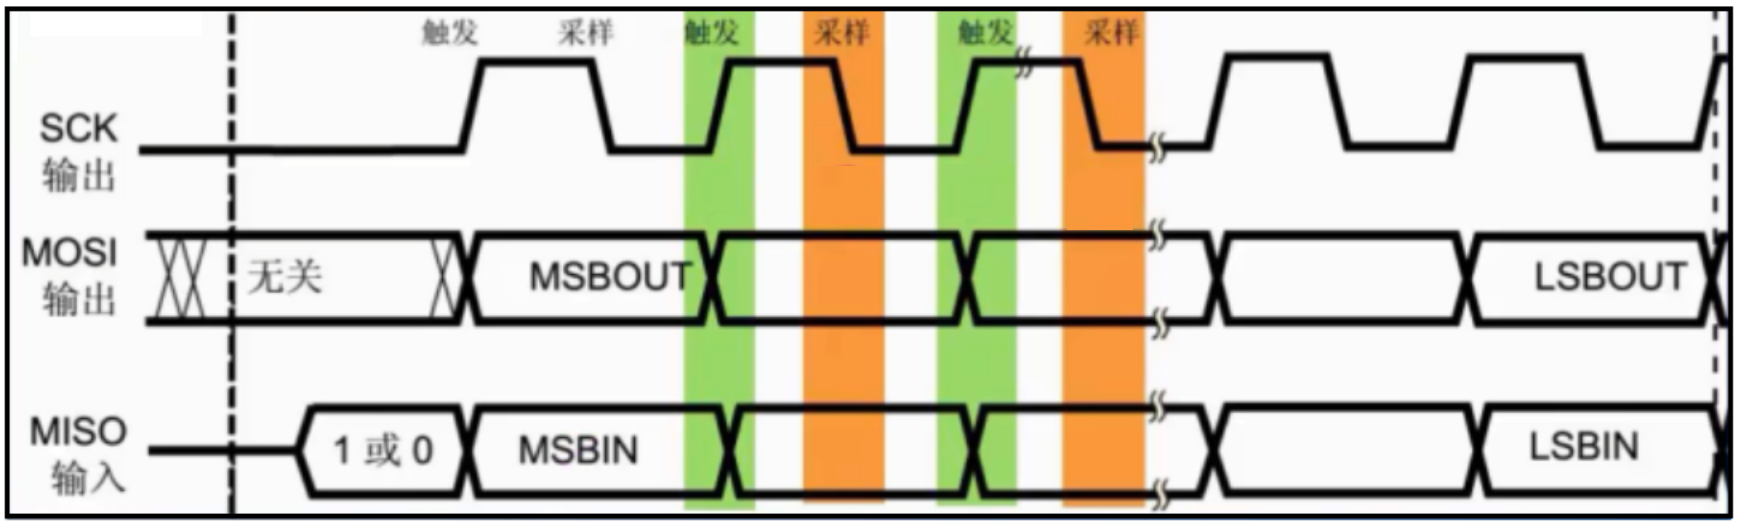 触发 采样 触发 采样 触发 采样
SCK
输出
MOSI
输出
无关 MSBOUT LSBOUT
MISO
输入
1 或 0 MSBIN LSBIN